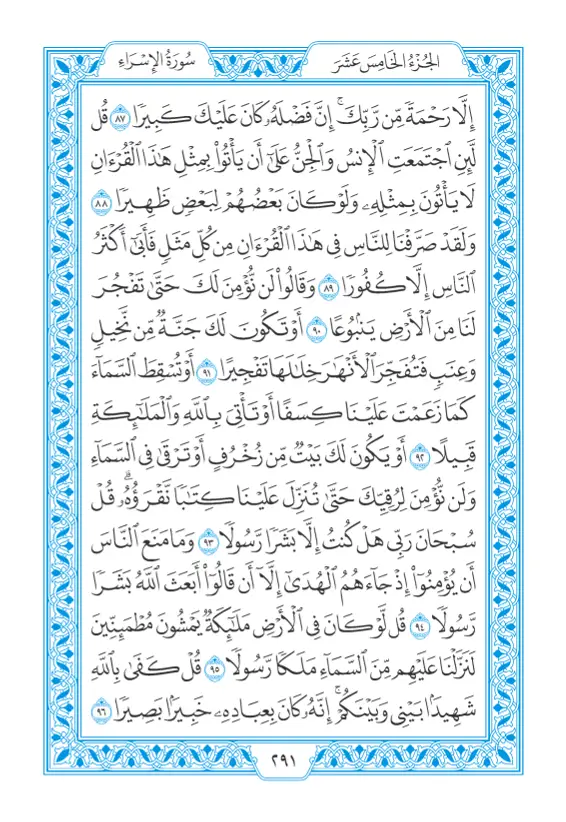 الجُزْءُ الخَامِسَ عَشَرَ
سُورَةُ الإِسْرَاءِ
إِلَّا رَحْمَةً مِّن رَّبِّكَۚ إِنَّ فَضْلَهُۥ كَانَ عَلَيْكَ كَبِيرًا ٨٧ قُل
لَّئِنِ ٱجْتَمَعَتِ ٱلْإِنسُ وَٱلْجِنُّ عَلَىٰٓ أَن يَأْتُوا۟ بِمِثْلِ هَٰذَا ٱلْقُرْءَانِ
لَا يَأْتُونَ بِمِثْلِهِۦ وَلَوْ كَانَ بَعْضُهُمْ لِبَعْضٍ ظَهِيرًا ٨٨
وَلَقَدْ صَرَّفْنَا لِلنَّاسِ فِى هَٰذَا ٱلْقُرْءَانِ مِن كُلِّ مَثَلٍ فَأَبَىٰٓ أَكْثَرُ
ٱلنَّاسِ إِلَّا كُفُورًا ٨٩ وَقَالُوا۟ لَن نُّؤْمِنَ لَكَ حَتَّىٰ تَفْجُرَ
لَنَا مِنَ ٱلْأَرْضِ يَنۢبُوعًا ٩٠ أَوْ تَكُونَ لَكَ جَنَّةٌ مِّن نَّخِيلٍ
وَعِنَبٍ فَتُفَجِّرَ ٱلْأَنْهَٰرَ خِلَٰلَهَا تَفْجِيرًا ٩١ أَوْ تُسْقِطَ ٱلسَّمَآءَ
كَمَا زَعَمْتَ عَلَيْنَا كِسَفًا أَوْ تَأْتِىَ بِٱللَّهِ وَٱلْمَلَٰٓئِكَةِ
قَبِيلًا ٩٢ أَوْ يَكُونَ لَكَ بَيْتٌ مِّن زُخْرُفٍ أَوْ تَرْقَىٰ فِى ٱلسَّمَآءِ
وَلَن نُّؤْمِنَ لِرُقِيِّكَ حَتَّىٰ تُنَزِّلَ عَلَيْنَا كِتَٰبًا نَّقْرَؤُهُۥۗ قُلْ
سُبْحَانَ رَبِّى هَلْ كُنتُ إِلَّا بَشَرًا رَّسُولًا ٩٣ وَمَا مَنَعَ ٱلنَّاسَ
أَن يُؤْمِنُوٓا۟ إِذْ جَآءَهُمُ ٱلْهُدَىٰٓ إِلَّآ أَن قَالُوٓا۟ أَبَعَثَ ٱللَّهُ بَشَرًا
رَّسُولًا ٩٤ قُل لَّوْ كَانَ فِى ٱلْأَرْضِ مَلَٰٓئِكَةٌ يَمْشُونَ مُطْمَئِنِّينَ
لَنَزَّلْنَا عَلَيْهِم مِّنَ ٱلسَّمَآءِ مَلَكًا رَّسُولًا ٩٥ قُلْ كَفَىٰ بِٱللَّهِ
شَهِيدًۢا بَيْنِى وَبَيْنَكُمْۚ إِنَّهُۥ كَانَ بِعِبَادِهِۦ خَبِيرًۢا بَصِيرًا ٩٦
٢٩١